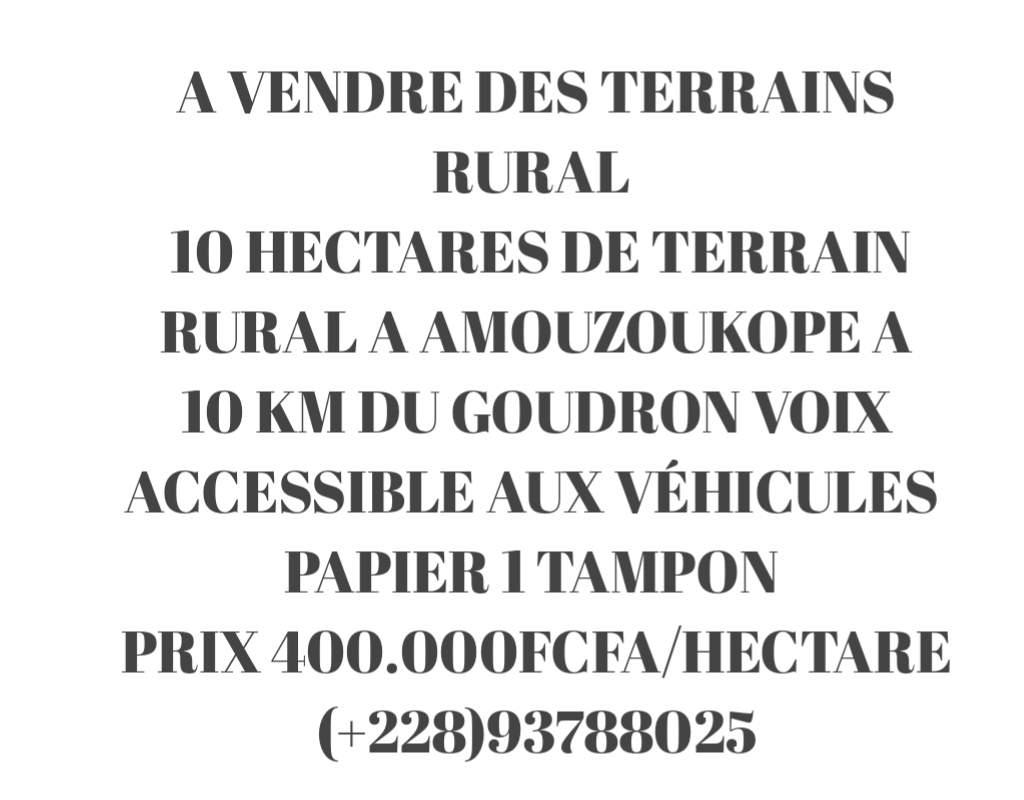 A VENDRE DES TERRAINS
RURAL
10 HECTARES DE TERRAIN
RURAL A AMOUZOUKOPE A
10 KM DU GOUDRON VOIX
ACCESSIBLE AUX VÉHICULES
PAPIER 1 TAMPON
PRIX 400.000FCFA/HECTARE
(+228)93788025